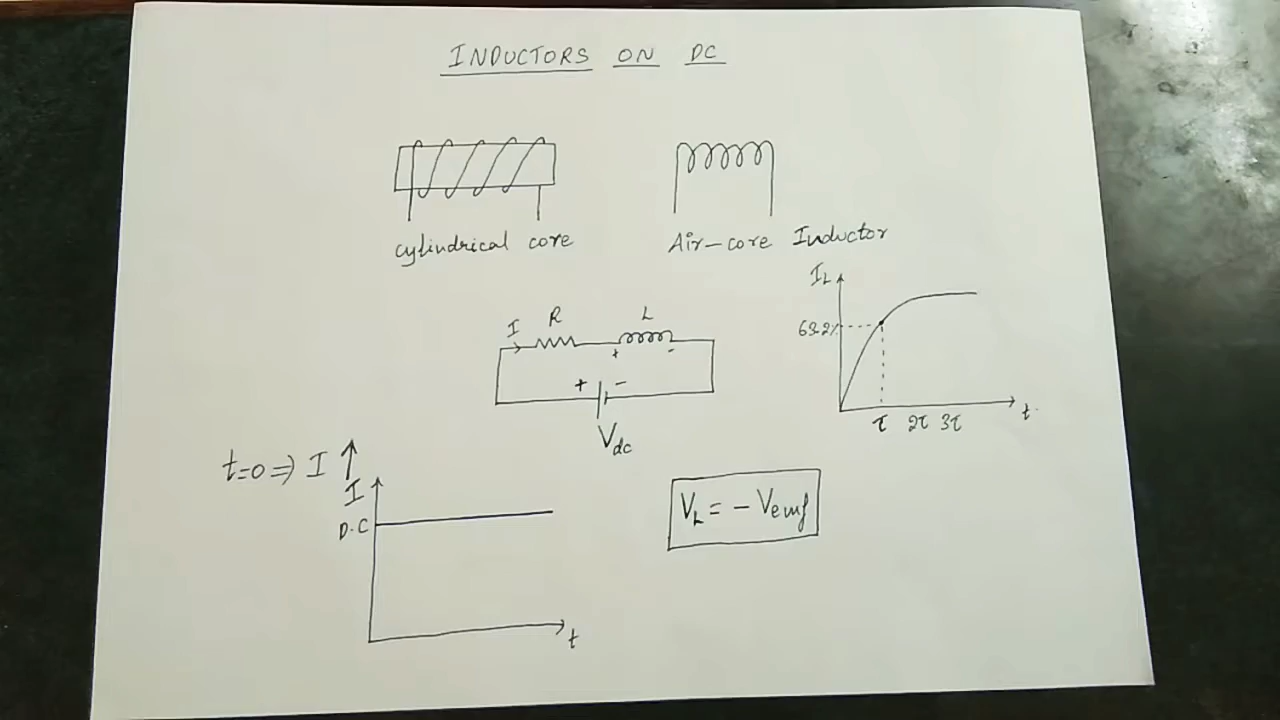 INDUCTORS ON DC
cylindrical core
Air-core Inductor
I R L
+ -
+ -
Vdc
IL
63.2%
τ 2τ 3τ
t
t=0 ⇒ I ↑
I
D.C
t
VL = - Vemf